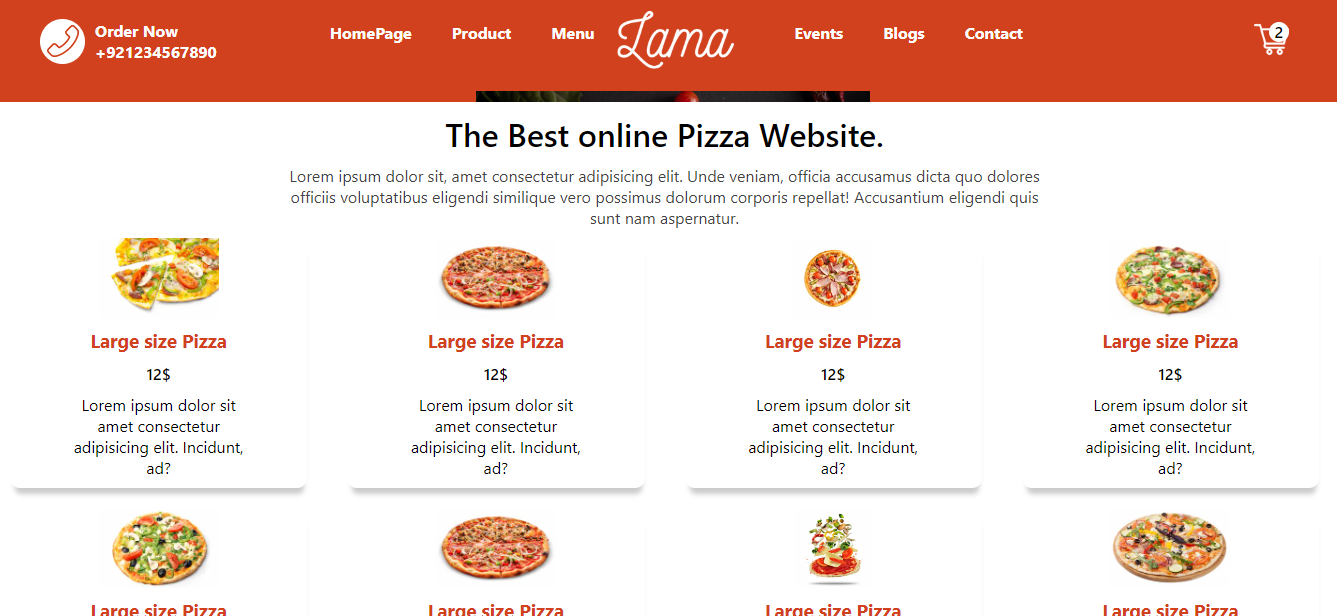 Order Now
+921234567890
HomePage Product Menu Lama Events Blogs Contact
2
The Best online Pizza Website.
Lorem ipsum dolor sit, amet consectetur adipisicing elit. Unde veniam, officia accusamus dicta quo dolores
officiis voluptatibus eligendi similique vero possimus dolorum corporis repellat! Accusantium eligendi quis
sunt nam aspernatur.
Large size Pizza
12$
Lorem ipsum dolor sit
amet consectetur
adipisicing elit. Incidunt,
ad?
Large size Pizza
12$
Lorem ipsum dolor sit
amet consectetur
adipisicing elit. Incidunt,
ad?
Large size Pizza
12$
Lorem ipsum dolor sit
amet consectetur
adipisicing elit. Incidunt,
ad?
Large size Pizza
12$
Lorem ipsum dolor sit
amet consectetur
adipisicing elit. Incidunt,
ad?
Large size Pizza
Large size Pizza
Large size Pizza
Large size Pizza